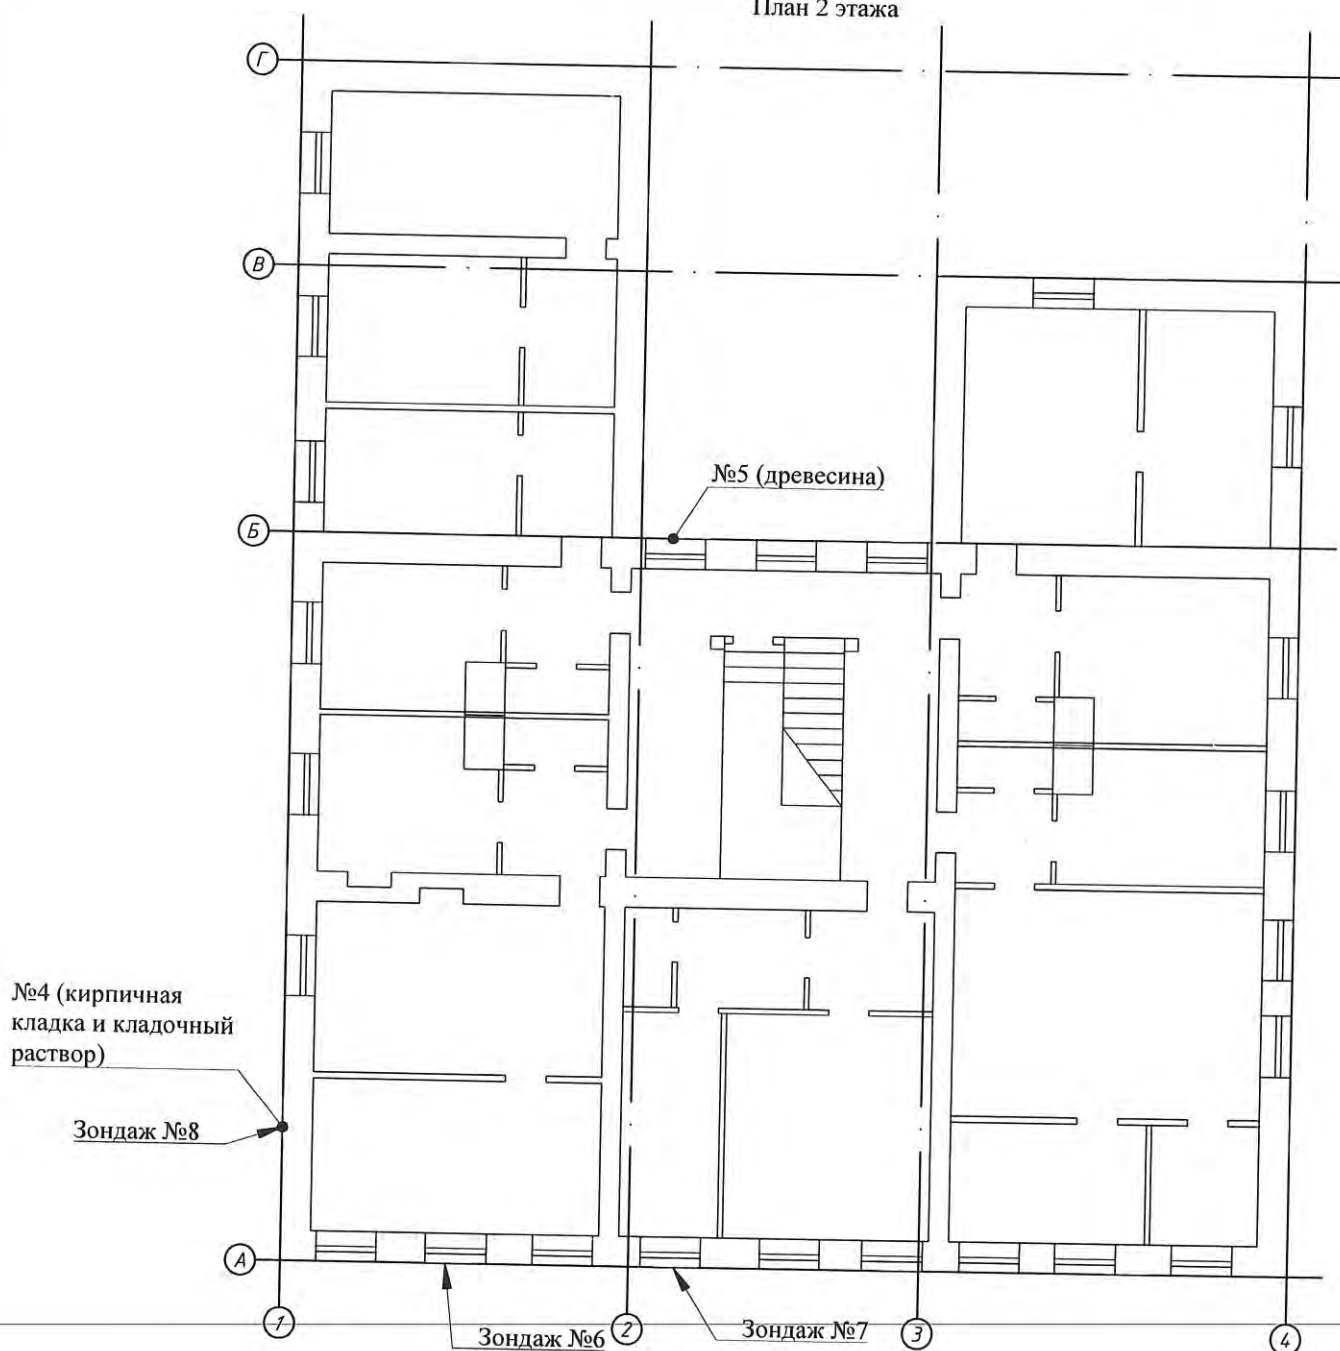 План 2 этажа
Г
В
№5 (древесина)
Б
№4 (кирпичная
кладка и кладочный
раствор)
Зондаж №8
А
1
Зондаж №6
2
Зондаж №7
3
4